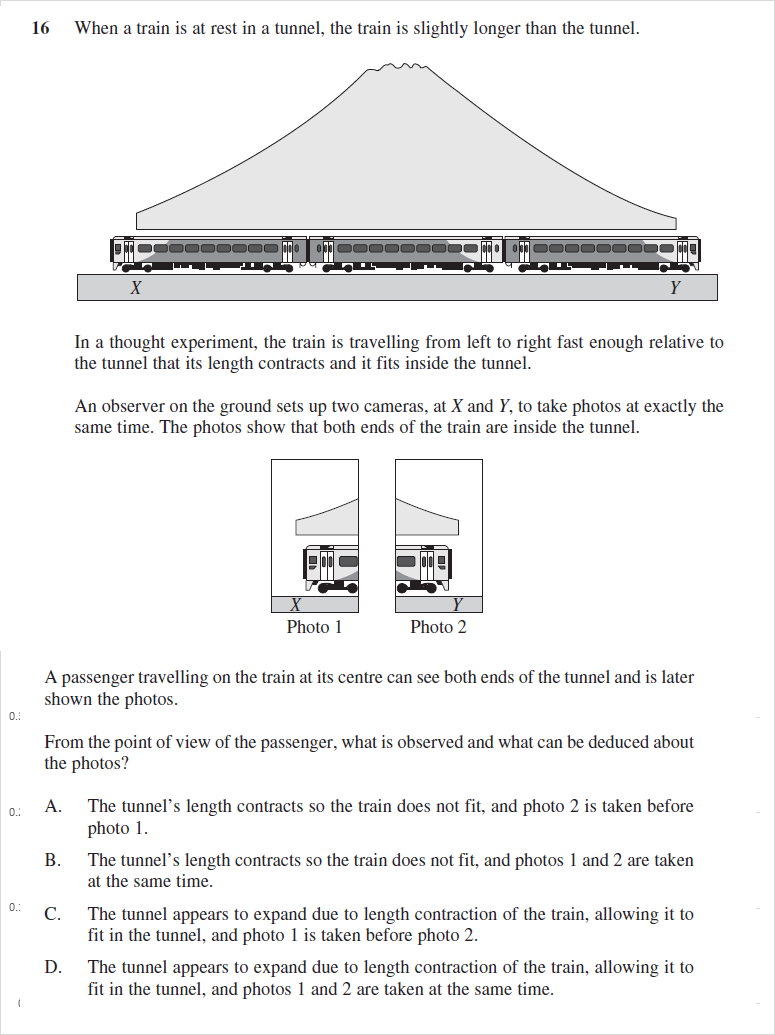 16 When a train is at rest in a tunnel, the train is slightly longer than the tunnel.
X
Y
In a thought experiment, the train is travelling from left to right fast enough relative to
the tunnel that its length contracts and it fits inside the tunnel.
An observer on the ground sets up two cameras, at X and Y, to take photos at exactly the
same time. The photos show that both ends of the train are inside the tunnel.
X
Y
Photo 1
Photo 2
A passenger travelling on the train at its centre can see both ends of the tunnel and is later
shown the photos.
From the point of view of the passenger, what is observed and what can be deduced about
the photos?
A. The tunnel's length contracts so the train does not fit, and photo 2 is taken before
photo 1.
B. The tunnel's length contracts so the train does not fit, and photos 1 and 2 are taken
at the same time.
C. The tunnel appears to expand due to length contraction of the train, allowing it to
fit in the tunnel, and photo 1 is taken before photo 2.
D. The tunnel appears to expand due to length contraction of the train, allowing it to
fit in the tunnel, and photos 1 and 2 are taken at the same time.